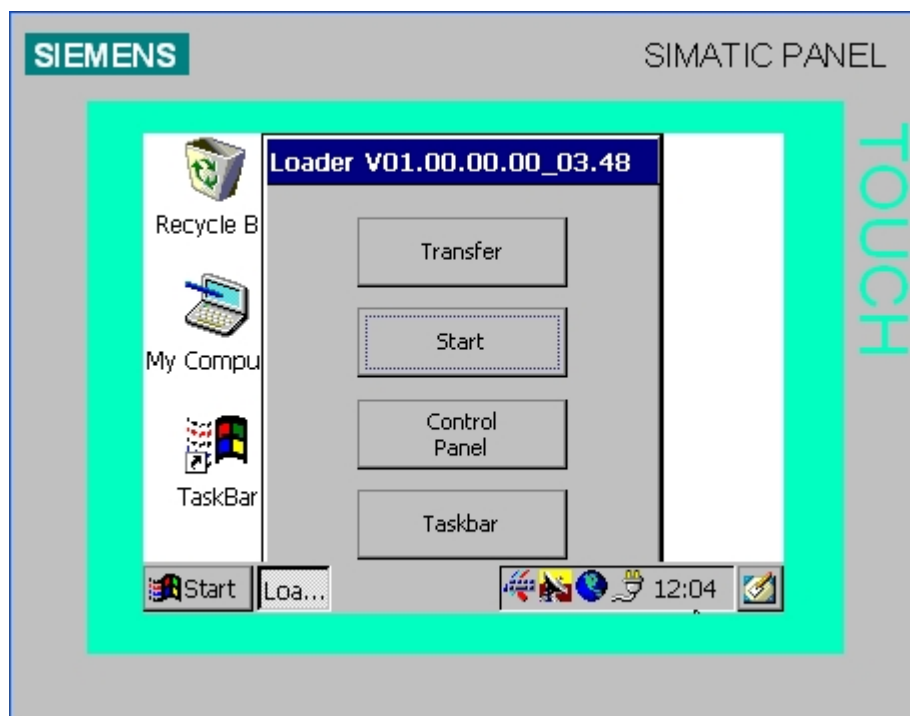 SIEMENS
SIMATIC PANEL
TOUCH
Loader V01.00.00.00_03.48
Recycle B
My Compu
TaskBar
Transfer
Start
Control
Panel
Taskbar
Start
Loa...
12:04